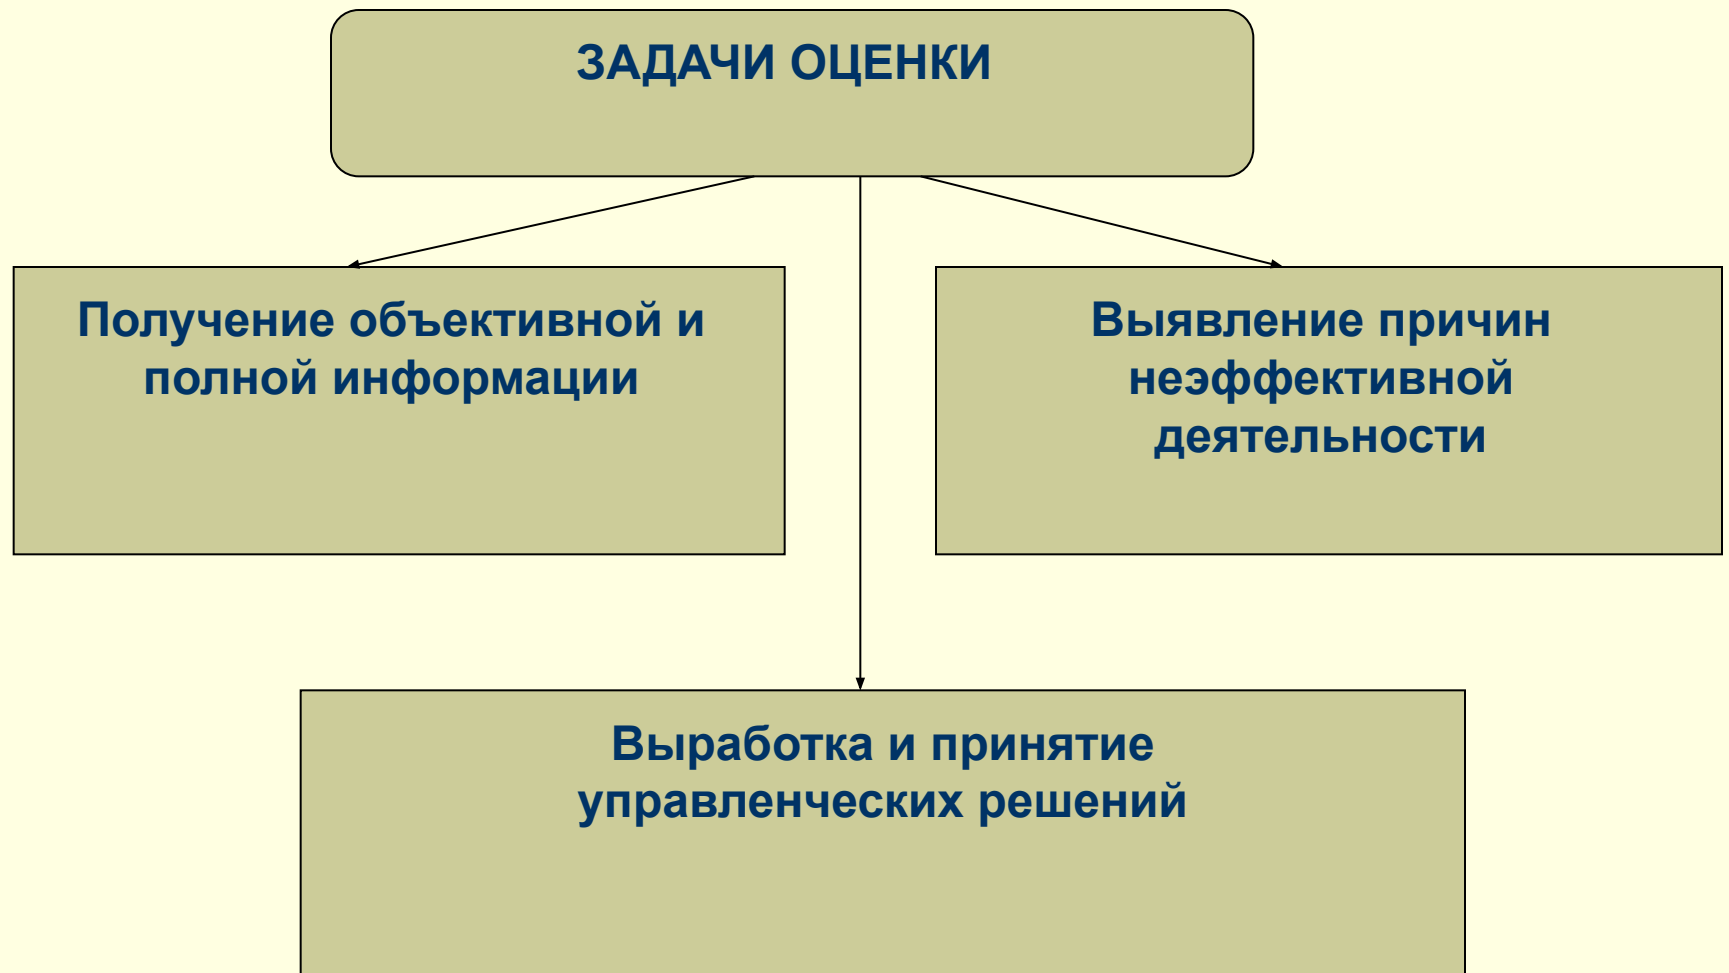 ЗАДАЧИ ОЦЕНКИ
Получение объективной и
полной информации
Выявление причин
неэффективной
деятельности
Выработка и принятие
управленческих решений